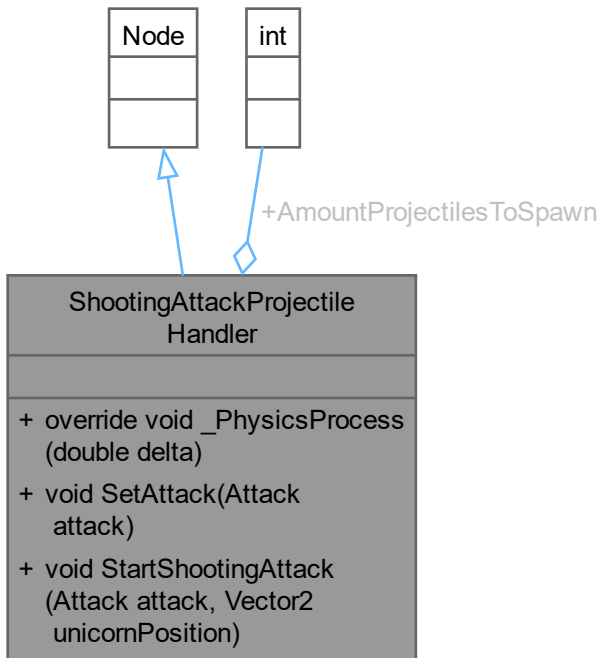 Node
int
+AmountProjectilesToSpawn
ShootingAttackProjectile
Handler
+ override void _PhysicsProcess
(double delta)
+ void SetAttack(Attack
attack)
+ void StartShootingAttack
(Attack attack, Vector2
unicornPosition)